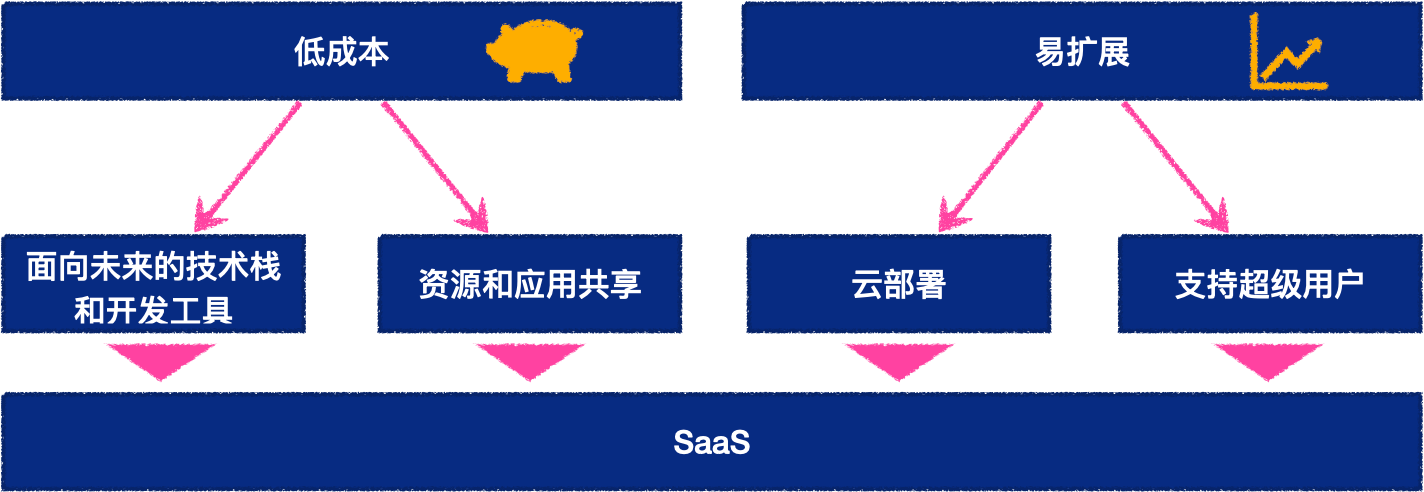 低成本
易扩展
面向未来的技术栈
和开发工具
资源和应用共享
云部署
支持超级用户
SaaS